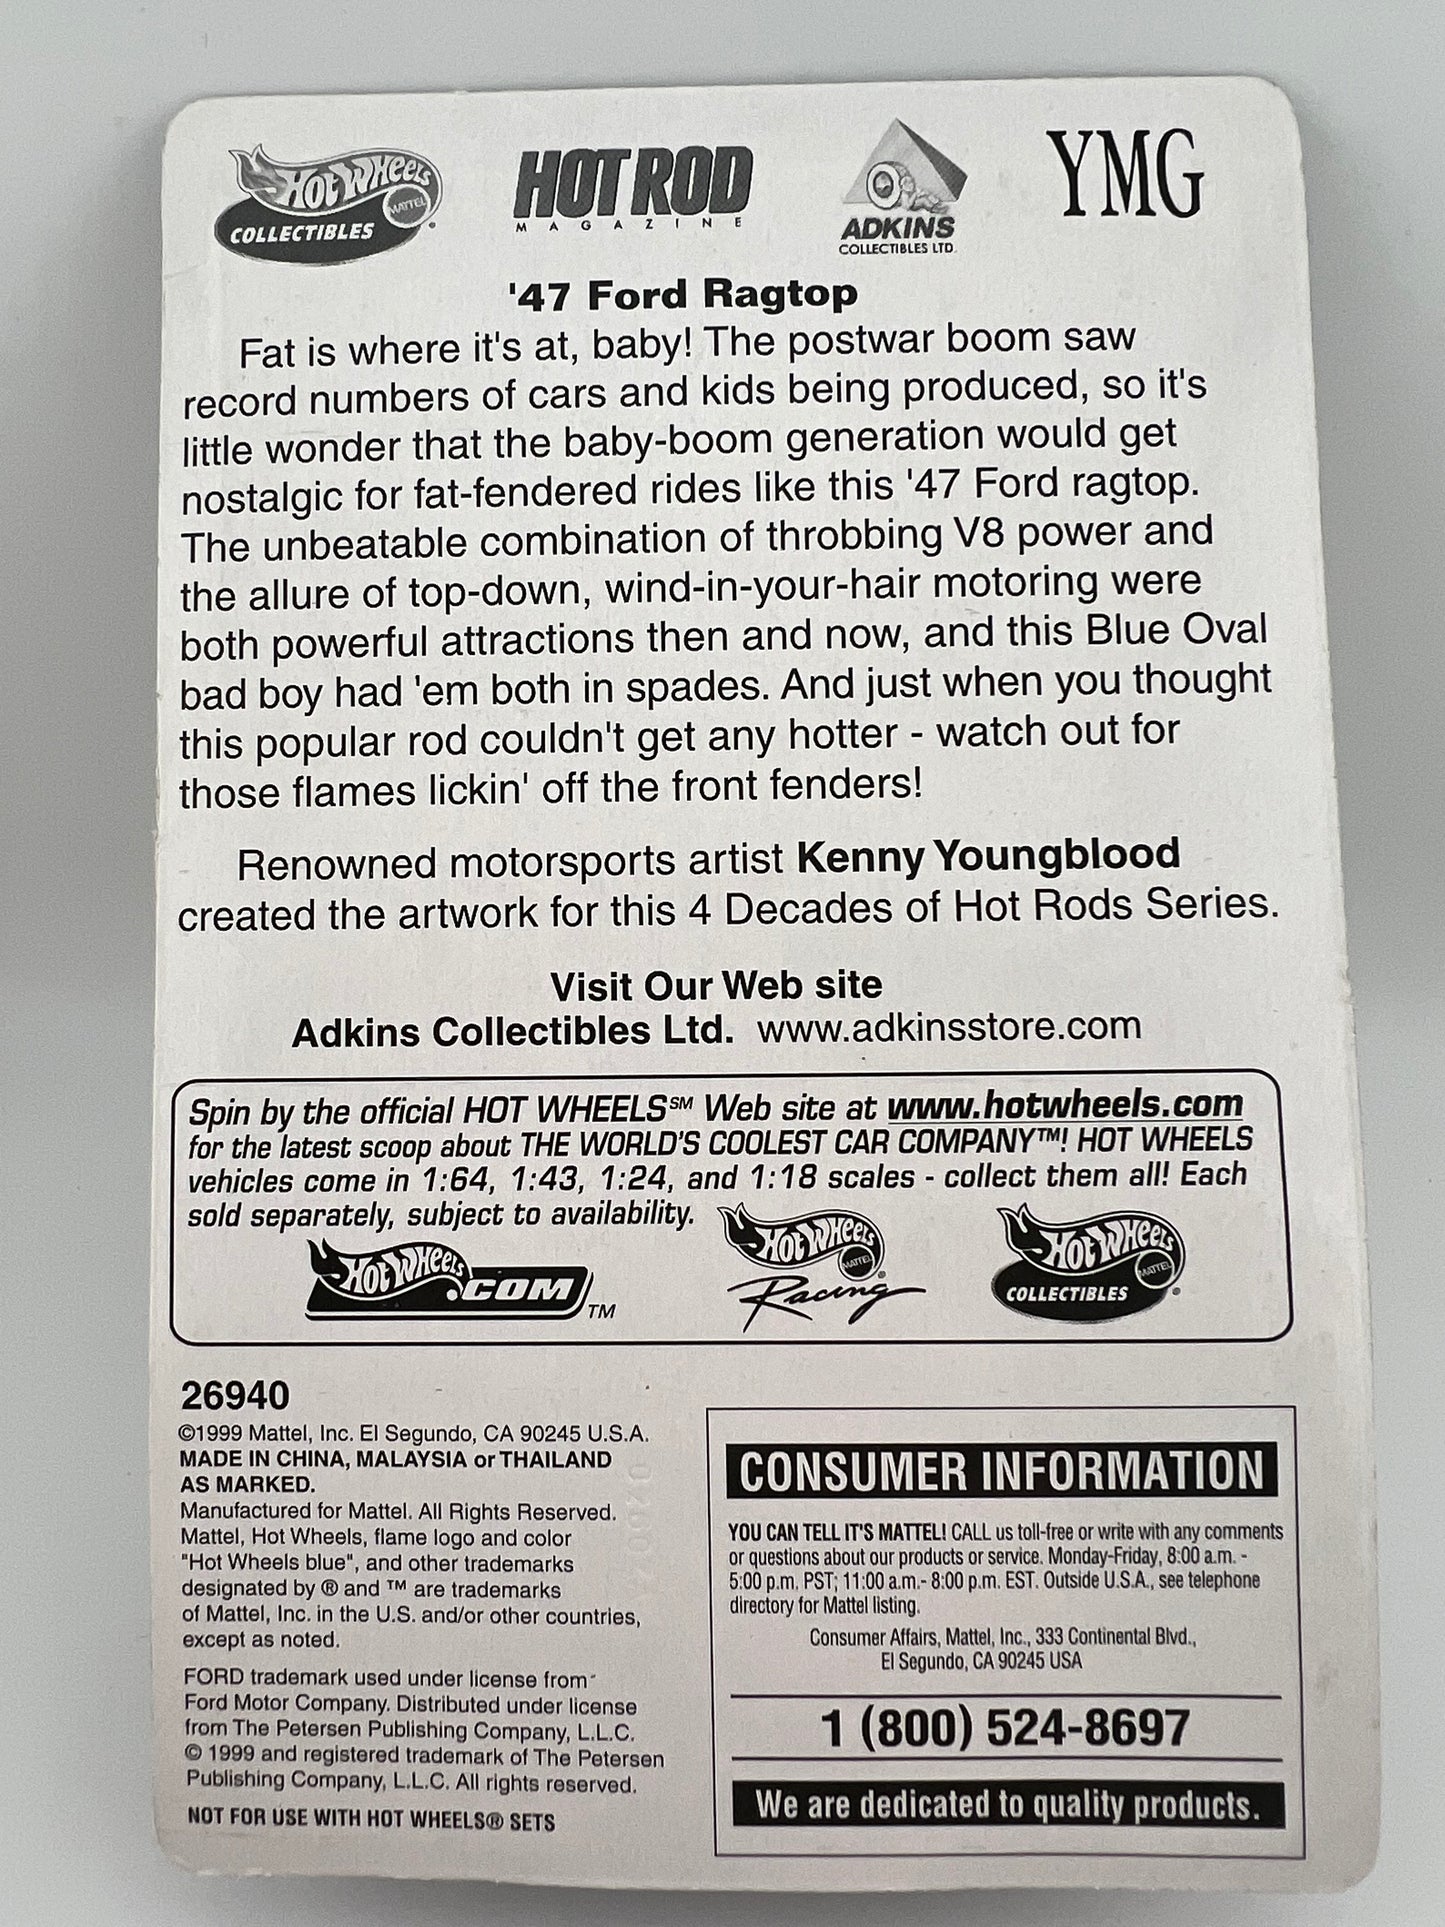 Hot Wheels
MATTEL
COLLECTIBLES
HOT ROD
MAGAZINE
ADKINS
COLLECTIBLES LTD.
YMG
'47 Ford Ragtop
Fat is where it's at, baby! The postwar boom saw
record numbers of cars and kids being produced, so it's
little wonder that the baby-boom generation would get
nostalgic for fat-fendered rides like this '47 Ford ragtop.
The unbeatable combination of throbbing V8 power and
the allure of top-down, wind-in-your-hair motoring were
both powerful attractions then and now, and this Blue Oval
bad boy had 'em both in spades. And just when you thought
this popular rod couldn't get any hotter - watch out for
those flames lickin' off the front fenders!
Renowned motorsports artist Kenny Youngblood
created the artwork for this 4 Decades of Hot Rods Series.
Visit Our Web site
Adkins Collectibles Ltd. www.adkinsstore.com
Spin by the official HOT WHEELS℠ Web site at www.hotwheels.com
for the latest scoop about THE WORLD'S COOLEST CAR COMPANY™! HOT WHEELS
vehicles come in 1:64, 1:43, 1:24, and 1:18 scales - collect them all! Each
sold separately, subject to availability.
Hot Wheels .COM ™
Hot Wheels MATTEL ® Racing
Hot Wheels MATTEL ® COLLECTIBLES
26940
©1999 Mattel, Inc. El Segundo, CA 90245 U.S.A.
MADE IN CHINA, MALAYSIA or THAILAND
AS MARKED.
Manufactured for Mattel. All Rights Reserved.
Mattel, Hot Wheels, flame logo and color
"Hot Wheels blue", and other trademarks
designated by ® and ™ are trademarks
of Mattel, Inc. in the U.S. and/or other countries,
except as noted.
FORD trademark used under license from
Ford Motor Company. Distributed under license
from The Petersen Publishing Company, L.L.C.
© 1999 and registered trademark of The Petersen
Publishing Company, L.L.C. All rights reserved.
NOT FOR USE WITH HOT WHEELS® SETS
CONSUMER INFORMATION
YOU CAN TELL IT'S MATTEL! CALL us toll-free or write with any comments
or questions about our products or service. Monday-Friday, 8:00 a.m. -
5:00 p.m. PST; 11:00 a.m.- 8:00 p.m. EST. Outside U.S.A., see telephone
directory for Mattel listing.
Consumer Affairs, Mattel, Inc., 333 Continental Blvd.,
El Segundo, CA 90245 USA
1 (800) 524-8697
We are dedicated to quality products.